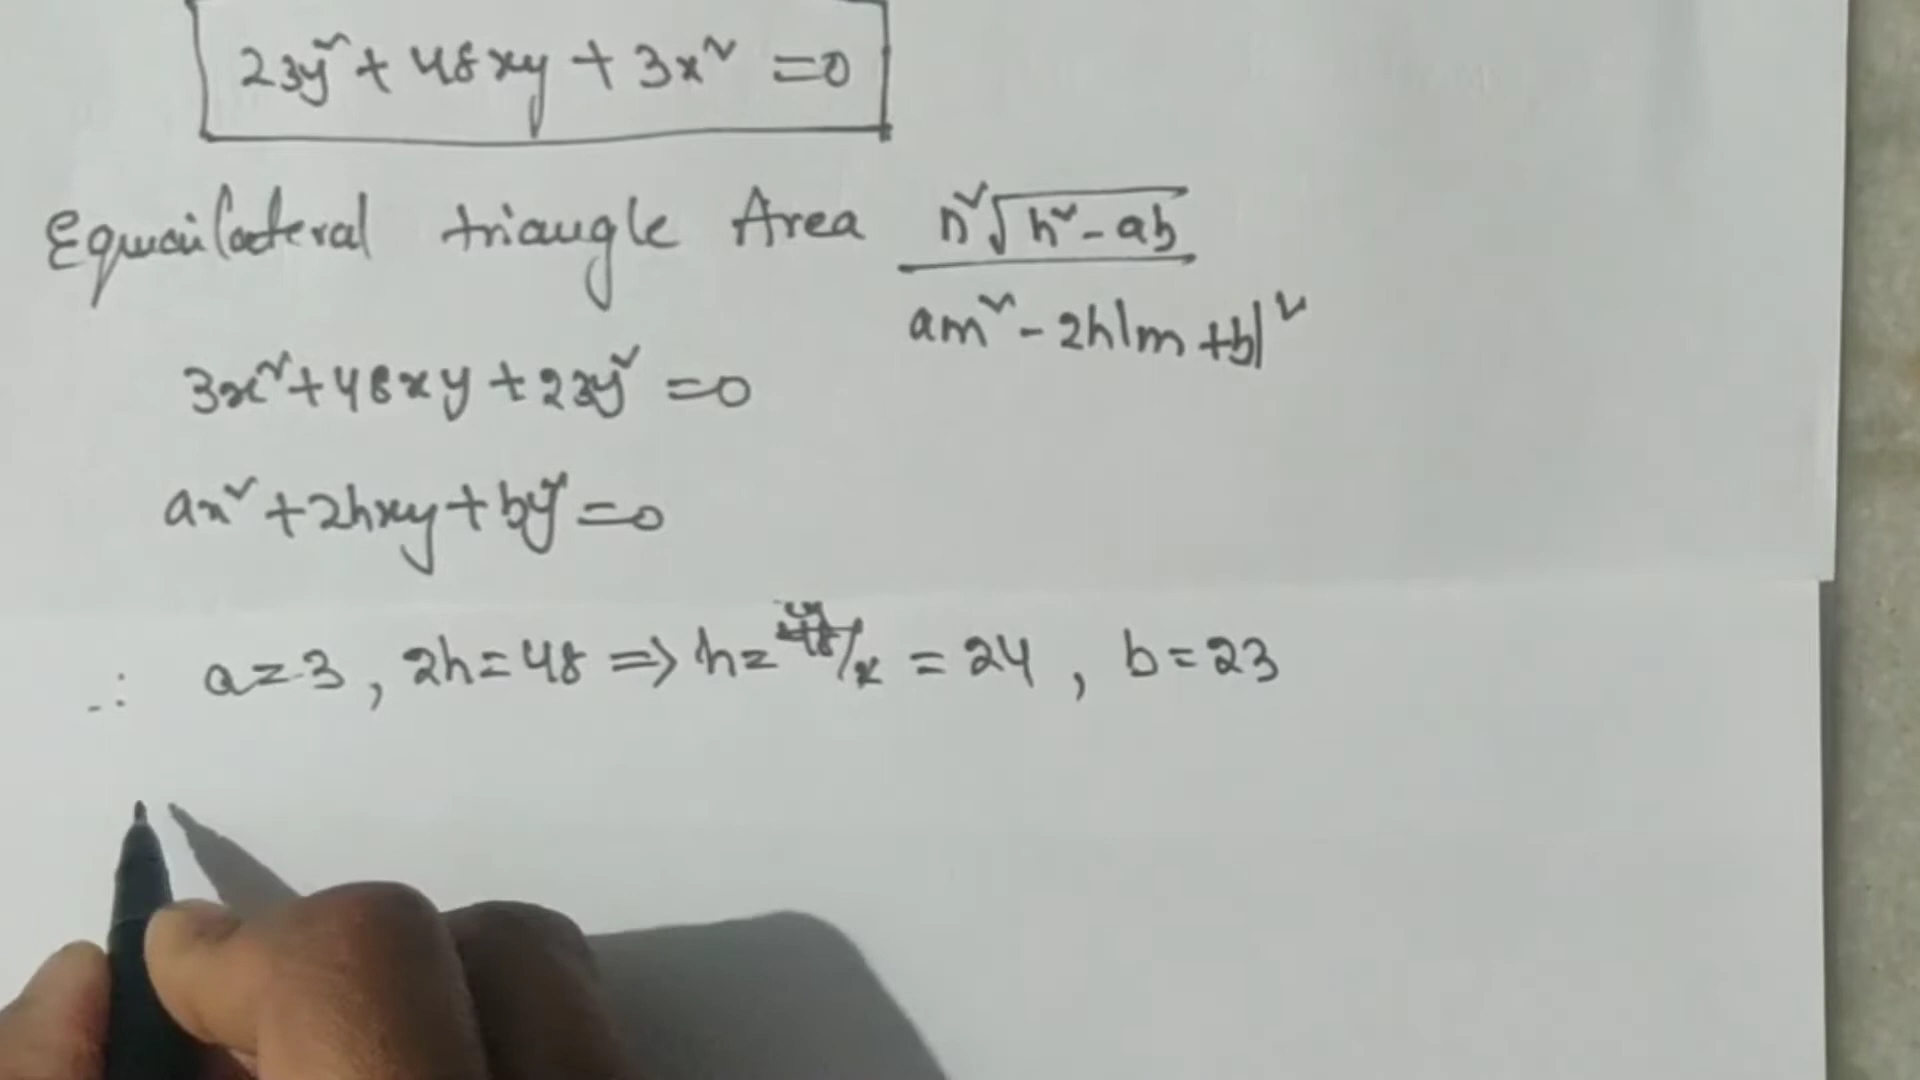 23y² + 48xy + 3x² = 0
Equailateral triangle Area n²√(h² - ab) / (am² - 2hlm + bl²)
3x² + 48xy + 23y² = 0
ax² + 2hxy + by² = 0
∴ a = 3, 2h = 48 ⇒ h = 48/2 = 24, b = 23